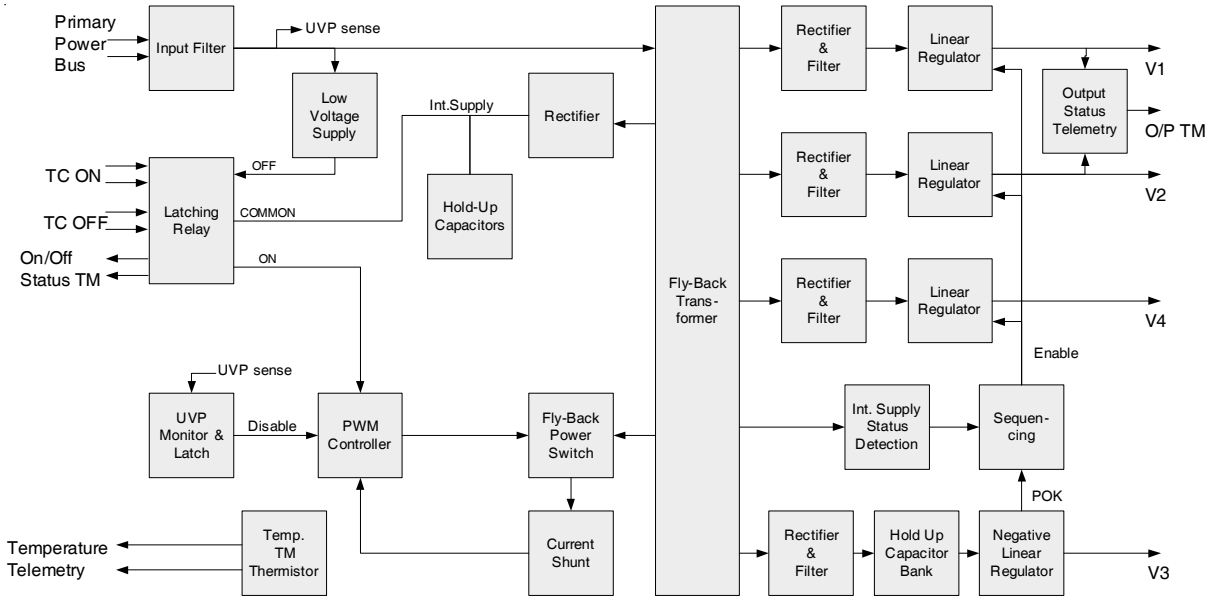 Primary
Power
Bus
Input Filter
UVP sense
Low
Voltage
Supply
Int.Supply
Rectifier
Hold-Up
Capacitors
TC ON
TC OFF
On/Off
Status TM
Latching
Relay
OFF
COMMON
ON
UVP sense
UVP
Monitor &
Latch
Disable
PWM
Controller
Fly-Back
Power
Switch
Current
Shunt
Temperature
Telemetry
Temp.
TM
Thermistor
Fly-Back
Trans-
former
Rectifier
&
Filter
Linear
Regulator
V1
Output
Status
Telemetry
O/P TM
Rectifier
&
Filter
Linear
Regulator
V2
Rectifier
&
Filter
Linear
Regulator
V4
Enable
Int. Supply
Status
Detection
Sequen-
cing
POK
Rectifier
&
Filter
Hold Up
Capacitor
Bank
Negative
Linear
Regulator
V3